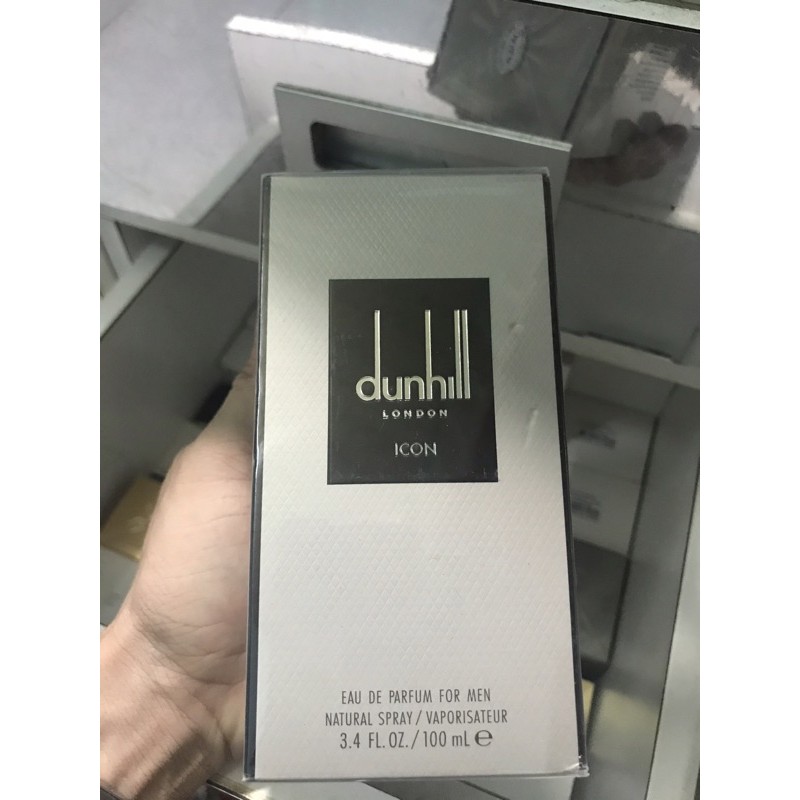 dunhill
LONDON
ICON
EAU DE PARFUM FOR MEN
NATURAL SPRAY/VAPORISATEUR
3.4 FL.OZ./100 mL ℮